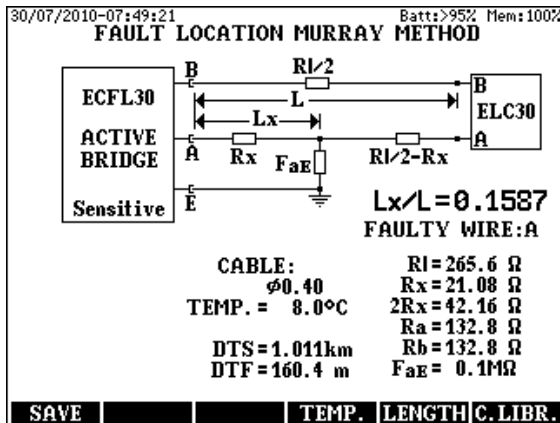 30/07/2010-07:49:21 Batt:>95% Mem:100%
FAULT LOCATION MURRAY METHOD
B Rl/2
ECFL30 L B
Lx ELC30
ACTIVE A
BRIDGE A Rx FaE Rl/2-Rx
Sensitive E
Lx/L=0.1587
FAULTY WIRE:A
CABLE: Rl=265.6 Ω
ø0.40 Rx=21.08 Ω
TEMP.= 8.0ºC 2Rx=42.16 Ω
Ra=132.8 Ω
DTS=1.011km Rb=132.8 Ω
DTF=160.4 m FaE= 0.1MΩ
SAVE TEMP. LENGTH C.LIBR.